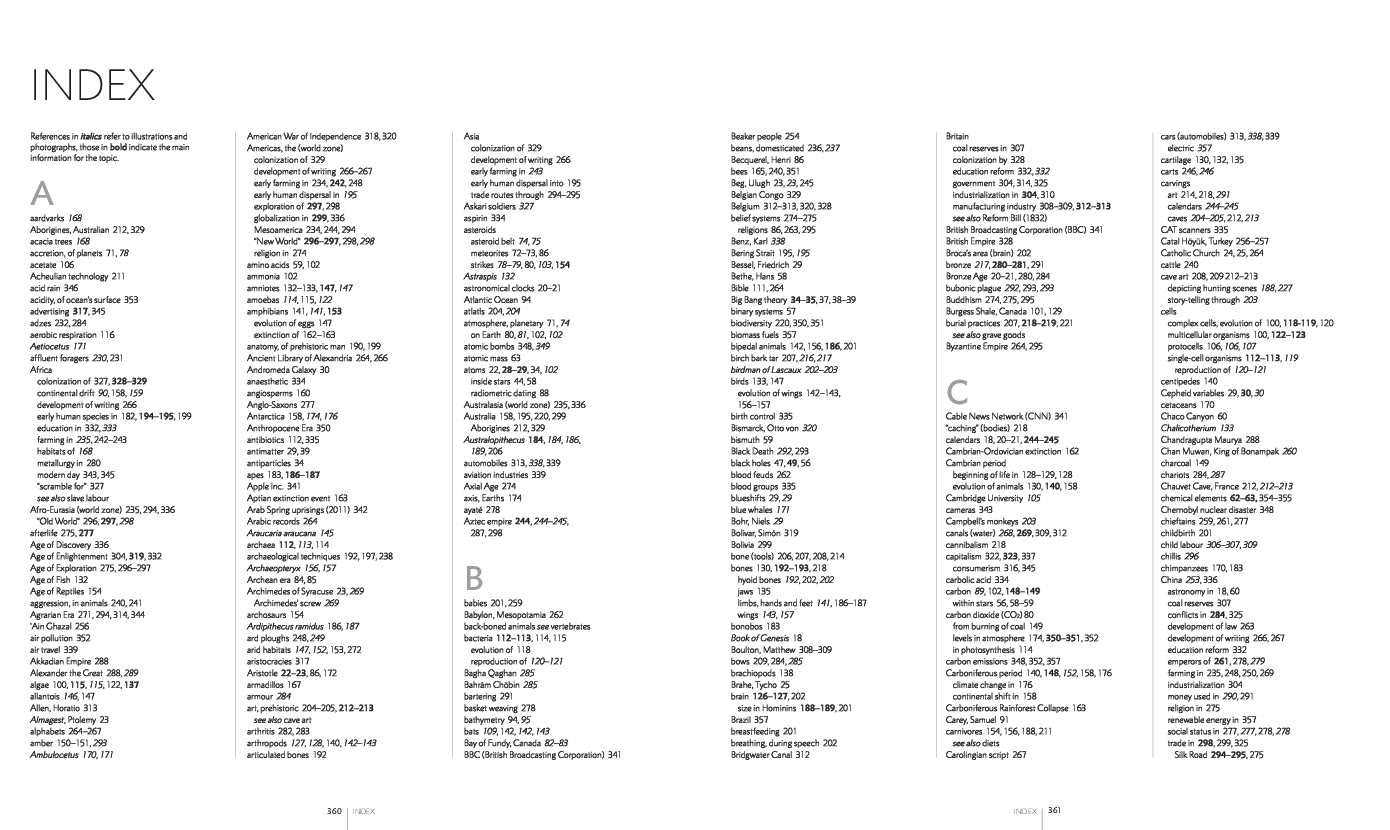 INDEX
References in italics refer to illustrations and
photographs, those in bold indicate the main
information for the topic.
A
aardvarks 168
Aborigines, Australian 212, 329
acacia trees 168
accretion, of planets 71, 78
acetate 106
Acheulian technology 211
acid rain 346
acidity, of ocean's surface 353
advertising 317, 345
adzes 232, 284
aerobic respiration 116
Aetiocetus 171
affluent foragers 230, 231
Africa
colonization of 327, 328–329
continental drift 90, 158, 159
development of writing 266
early human species in 182, 194–195, 199
education in 332, 333
farming in 235, 242–243
habitats of 168
metallurgy in 280
modern day 343, 345
"scramble for" 327
see also slave labour
Afro-Eurasia (world zone) 235, 294, 336
"Old World" 296, 297, 298
afterlife 275, 277
Age of Discovery 336
Age of Enlightenment 304, 319, 332
Age of Exploration 275, 296–297
Age of Fish 132
Age of Reptiles 154
aggression, in animals 240, 241
Agrarian Era 271, 294, 314, 344
'Ain Ghazal 256
air pollution 352
air travel 339
Akkadian Empire 288
Alexander the Great 288, 289
algae 100, 115, 115, 122, 137
allantois 146, 147
Allen, Horatio 313
Almagest, Ptolemy 23
alphabets 264–267
amber 150–151, 293
Ambulocetus 170, 171
American War of Independence 318, 320
Americas, the (world zone)
colonization of 329
development of writing 266–267
early farming in 234, 242, 248
early human dispersal in 195
exploration of 297, 298
globalization in 299, 336
Mesoamerica 234, 244, 294
"New World" 296–297, 298, 298
religion in 274
amino acids 59, 102
ammonia 102
amniotes 132–133, 147, 147
amoebas 114, 115, 122
amphibians 141, 141, 153
evolution of eggs 147
extinction of 162–163
anatomy, of prehistoric man 190, 199
Ancient Library of Alexandria 264, 266
Andromeda Galaxy 30
anaesthetic 334
angiosperms 160
Anglo-Saxons 277
Antarctica 158, 174, 176
Anthropocene Era 350
antibiotics 112, 335
antimatter 29, 39
antiparticles 34
apes 183, 186–187
Apple Inc. 341
Aptian extinction event 163
Arab Spring uprisings (2011) 342
Arabic records 264
Araucaria araucana 145
archaea 112, 113, 114
archaeological techniques 192, 197, 238
Archaeopteryx 156, 157
Archean era 84, 85
Archimedes of Syracuse 23, 269
Archimedes' screw 269
archosaurs 154
Ardipithecus ramidus 186, 187
ard ploughs 248, 249
arid habitats 147, 152, 153, 272
aristocracies 317
Aristotle 22–23, 86, 172
armadillos 167
armour 284
art, prehistoric 204–205, 212–213
see also cave art
arthritis 282, 283
arthropods 127, 128, 140, 142–143
articulated bones 192
Asia
colonization of 329
development of writing 266
early farming in 243
early human dispersal into 195
trade routes through 294–295
Askari soldiers 327
aspirin 334
asteroids
asteroid belt 74, 75
meteorites 72–73, 86
strikes 78–79, 80, 103, 154
Astraspis 132
astronomical clocks 20–21
Atlantic Ocean 94
atlatls 204, 204
atmosphere, planetary 71, 74
on Earth 80, 81, 102, 102
atomic bombs 348, 349
atomic mass 63
atoms 22, 28–29, 34, 102
inside stars 44, 58
radiometric dating 88
Australasia (world zone) 235, 336
Australia 158, 195, 220, 299
Aborigines 212, 329
Australopithecus 184, 184, 186,
189, 206
automobiles 313, 338, 339
aviation industries 339
Axial Age 274
axis, Earths 174
ayaté 278
Aztec empire 244, 244–245,
287, 298
B
babies 201, 259
Babylon, Mesopotamia 262
back-boned animals see vertebrates
bacteria 112–113, 114, 115
evolution of 118
reproduction of 120–121
Bagha Qaghan 285
Bahrām Chōbin 285
bartering 291
basket weaving 278
bathymetry 94, 95
bats 109, 142, 142, 143
Bay of Fundy, Canada 82–83
BBC (British Broadcasting Corporation) 341
Beaker people 254
beans, domesticated 236, 237
Becquerel, Henri 86
bees 165, 240, 351
Beg, Ulugh 23, 23, 245
Belgian Congo 329
Belgium 312–313, 320, 328
belief systems 274–275
religions 86, 263, 295
Benz, Karl 338
Bering Strait 195, 195
Bessel, Friedrich 29
Bethe, Hans 58
Bible 111, 264
Big Bang theory 34–35, 37, 38–39
binary systems 57
biodiversity 220, 350, 351
biomass fuels 357
bipedal animals 142, 156, 186, 201
birch bark tar 207, 216, 217
birdman of Lascaux 202–203
birds 133, 147
evolution of wings 142–143,
156–157
birth control 335
Bismarck, Otto von 320
bismuth 59
Black Death 292, 293
black holes 47, 49, 56
blood feuds 262
blood groups 335
blueshifts 29, 29
blue whales 171
Bohr, Niels 29
Bolivar, Simón 319
Bolivia 299
bone (tools) 206, 207, 208, 214
bones 130, 192–193, 218
hyoid bones 192, 202, 202
jaws 135
limbs, hands and feet 141, 186–187
wings 143, 157
bonobos 183
Book of Genesis 18
Boulton, Matthew 308–309
bows 209, 284, 285
brachiopods 138
Brahe, Tycho 25
brain 126–127, 202
size in Hominins 188–189, 201
Brazil 357
breastfeeding 201
breathing, during speech 202
Bridgwater Canal 312
Britain
coal reserves in 307
colonization by 328
education reform 332, 332
government 304, 314, 325
industrialization in 304, 310
manufacturing industry 308–309, 312–313
see also Reform Bill (1832)
British Broadcasting Corporation (BBC) 341
British Empire 328
Broca's area (brain) 202
bronze 217, 280–281, 291
Bronze Age 20–21, 280, 284
bubonic plague 292, 293, 293
Buddhism 274, 275, 295
Burgess Shale, Canada 101, 129
burial practices 207, 218–219, 221
see also grave goods
Byzantine Empire 264, 295
C
Cable News Network (CNN) 341
"caching" (bodies) 218
calendars 18, 20–21, 244–245
Cambrian-Ordovician extinction 162
Cambrian period
beginning of life in 128–129, 128
evolution of animals 130, 140, 158
Cambridge University 105
cameras 343
Campbell's monkeys 203
canals (water) 268, 269, 309, 312
cannibalism 218
capitalism 322, 323, 337
consumerism 316, 345
carbolic acid 334
carbon 89, 102, 148–149
within stars 56, 58–59
carbon dioxide (CO₂) 80
from burning of coal 149
levels in atmosphere 174, 350–351, 352
in photosynthesis 114
carbon emissions 348, 352, 357
Carboniferous period 140, 148, 152, 158, 176
climate change in 176
continental shift in 158
Carboniferous Rainforest Collapse 163
Carey, Samuel 91
carnivores 154, 156, 188, 211
see also diets
Carolingian script 267
cars (automobiles) 313, 338, 339
electric 357
cartilage 130, 132, 135
carts 246, 246
carvings
art 214, 218, 291
calendars 244–245
caves 204–205, 212, 213
CAT scanners 335
Catal Höyük, Turkey 256–257
Catholic Church 24, 25, 264
cattle 240
cave art 208, 209 212–213
depicting hunting scenes 188, 227
story-telling through 203
cells
complex cells, evolution of 100, 118-119, 120
multicellular organisms 100, 122–123
protocells 106, 106, 107
single-cell organisms 112–113, 119
reproduction of 120–121
centipedes 140
Cepheid variables 29, 30, 30
cetaceans 170
Chaco Canyon 60
Chalicotherium 133
Chandragupta Maurya 288
Chan Muwan, King of Bonampak 260
charcoal 149
chariots 284, 287
Chauvet Cave, France 212, 212–213
chemical elements 62–63, 354–355
Chernobyl nuclear disaster 348
chieftains 259, 261, 277
childbirth 201
child labour 306–307, 309
chillis 296
chimpanzees 170, 183
China 253, 336
astronomy in 18, 60
coal reserves 307
conflicts in 284, 325
development of law 263
development of writing 266, 267
education reform 332
emperors of 261, 278, 279
farming in 235, 248, 250, 269
industrialization 304
money used in 290, 291
religion in 275
renewable energy in 357
social status in 277, 277, 278, 278
trade in 298, 299, 325
Silk Road 294–295, 275
360 INDEX
INDEX 361